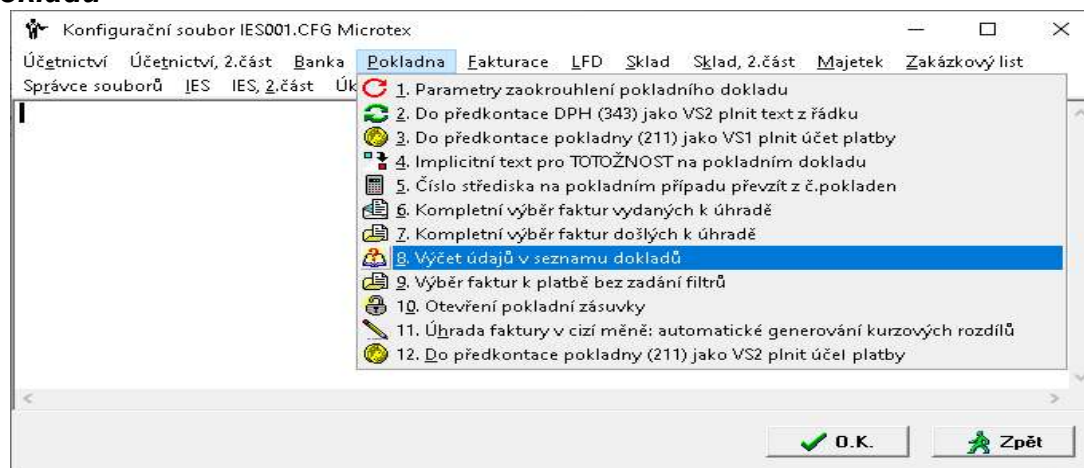 Konfigurační soubor IES001.CFG Microtex
Účetnictví Účetnictví, 2.část Banka Pokladna Fakturace LFD Sklad Sklad, 2.část Majetek Zakázkový list
Správce souborů IES IES, 2.část Úk
1. Parametry zaokrouhlení pokladního dokladu
2. Do předkontace DPH (343) jako VS2 plnit text z řádku
3. Do předkontace pokladny (211) jako VS1 plnit účet platby
4. Implicitní text pro TOTOŽNOST na pokladním dokladu
5. Číslo střediska na pokladním případu převzít z č.pokladen
6. Kompletní výběr faktur vydaných k úhradě
7. Kompletní výběr faktur došlých k úhradě
8. Výčet údajů v seznamu dokladů
9. Výběr faktur k platbě bez zadání filtrů
10. Otevření pokladní zásuvky
11. Úhrada faktury v cizí měně: automatické generování kurzových rozdílů
12. Do předkontace pokladny (211) jako VS2 plnit účel platby
O.K. Zpět